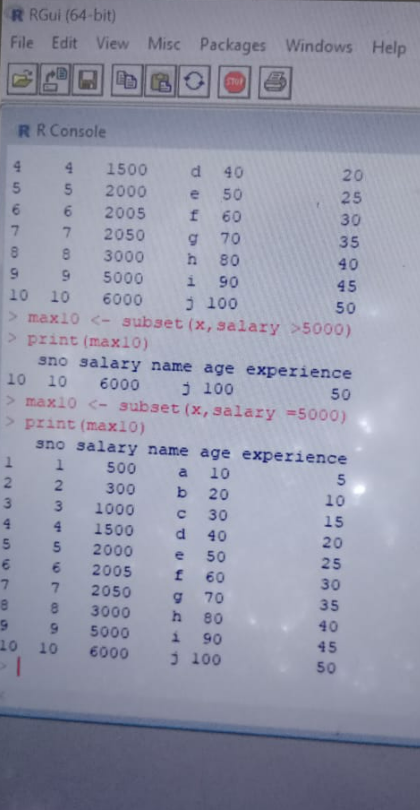 RGui (64-bit)
File Edit View Misc Packages Windows Help
STOP
R Console
4 4 1500 d 40 20
5 5 2000 e 50 25
6 6 2005 f 60 30
7 7 2050 g 70 35
8 8 3000 h 80 40
9 9 5000 i 90 45
10 10 6000 j 100 50
> max10 <- subset(x,salary >5000)
> print(max10)
sno salary name age experience
10 10 6000 j 100 50
> max10 <- subset(x,salary =5000)
> print(max10)
sno salary name age experience
1 1 500 a 10 5
2 2 300 b 20 10
3 3 1000 c 30 15
4 4 1500 d 40 20
5 5 2000 e 50 25
6 6 2005 f 60 30
7 7 2050 g 70 35
8 8 3000 h 80 40
9 9 5000 i 90 45
10 10 6000 j 100 50
>